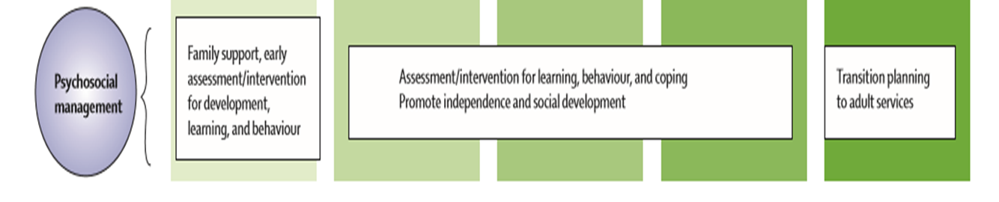 Psychosocial
management
Family support, early
assessment/intervention
for development,
learning, and behaviour
Assessment/intervention for learning, behaviour, and coping
Promote independence and social development
Transition planning
to adult services